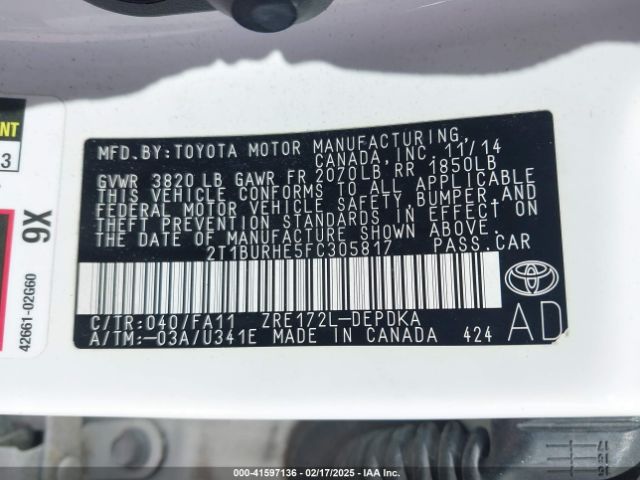 NT
3
9X
42661-02G60
MFD. BY: TOYOTA MOTOR MANUFACTURING,
CANADA, INC. 11/14
GVWR 3820 LB GAWR FR 2070LB RR 1850LB
THIS VEHICLE CONFORMS TO ALL APPLICABLE
FEDERAL MOTOR VEHICLE SAFETY, BUMPER, AND
THEFT PREVENTION STANDARDS IN EFFECT ON
THE DATE OF MANUFACTURE SHOWN ABOVE.
2T1BURHE5FC305817 PASS. CAR
C/TR: 040/FA11 ZRE172L-DEPDKA
A/TM: -03A/U341E MADE IN CANADA 424
AD
000-41597136 - 02/17/2025 - IAA Inc.